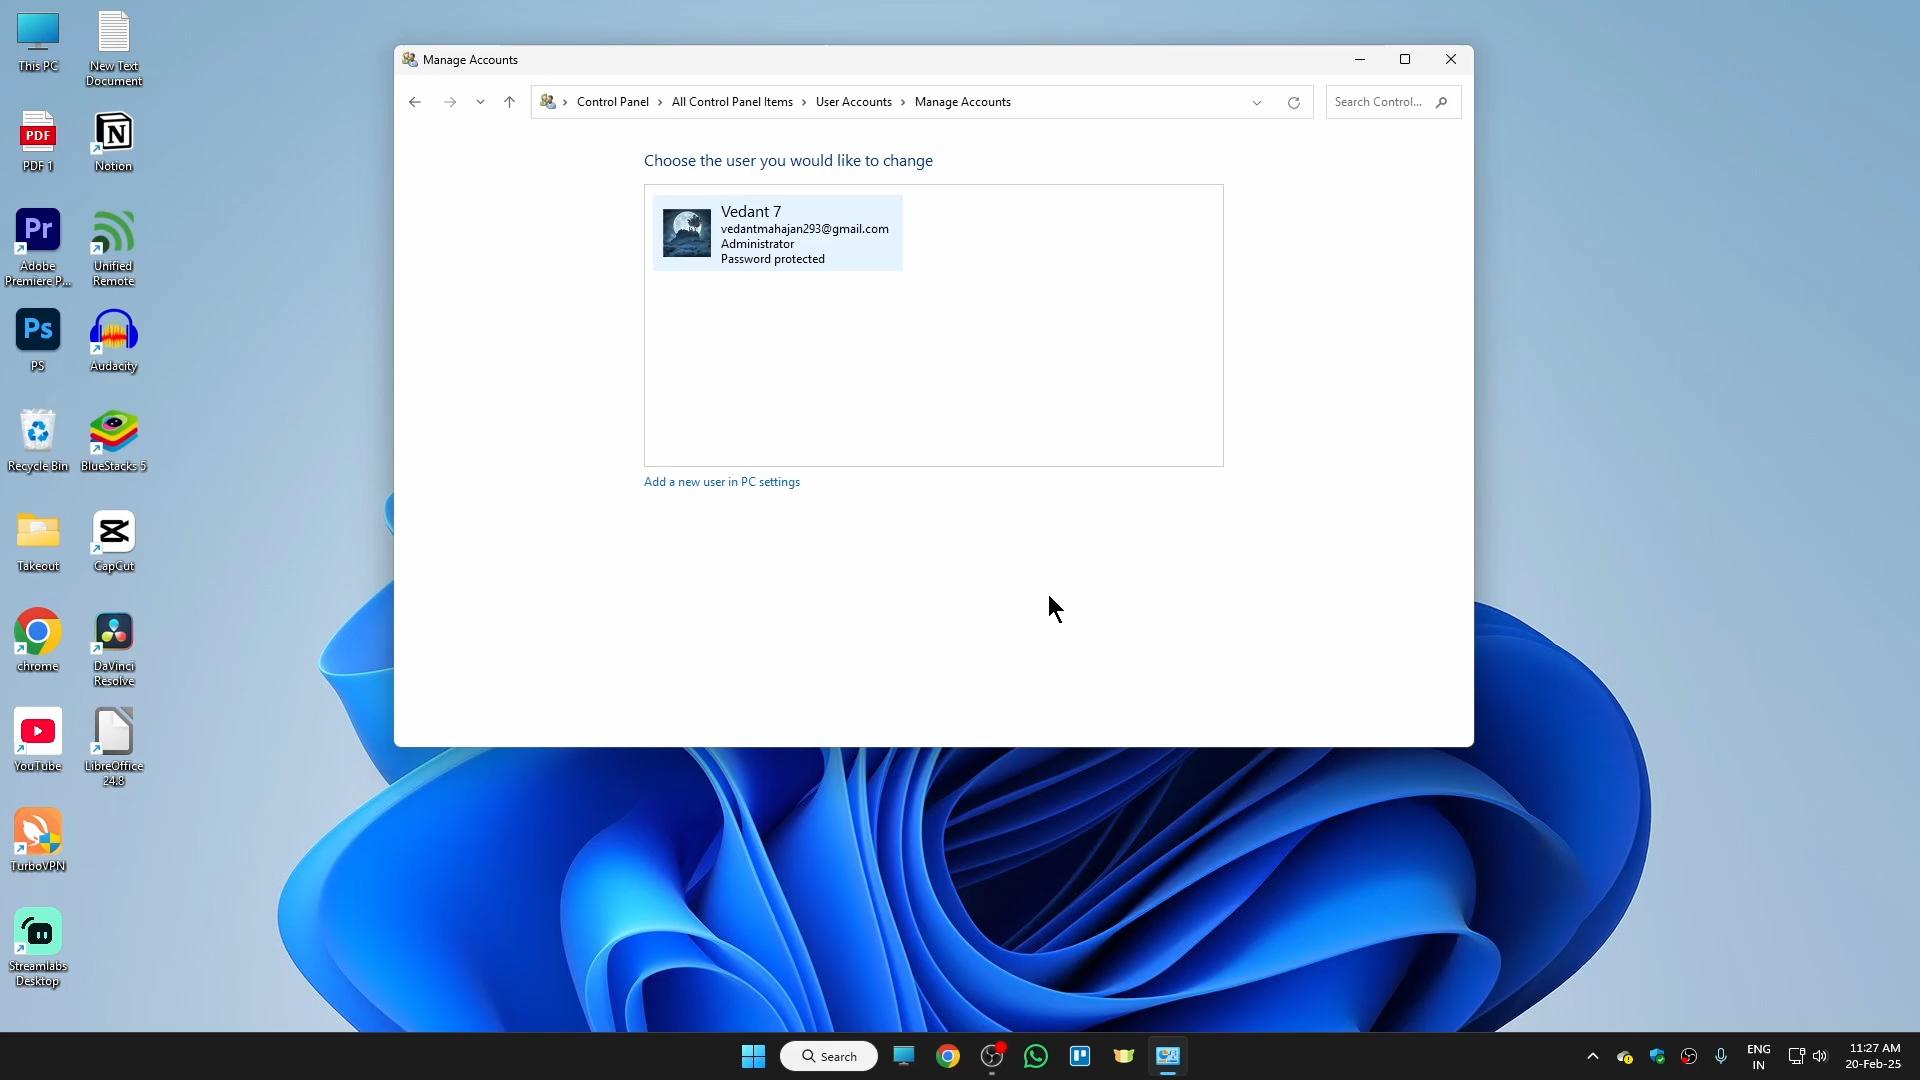 This PC
New Text
Document
PDF
PDF 1
N
Notion
Pr
Adobe
Premiere P...
Unified
Remote
Ps
PS
Audacity
Recycle Bin
BlueStacks 5
Takeout
CapCut
chrome
DaVinci
Resolve
YouTube
LibreOffice
24.8
TurboVPN
Streamlabs
Desktop
Manage Accounts
Control Panel > All Control Panel Items > User Accounts > Manage Accounts
Search Control...
Choose the user you would like to change
Vedant 7
vedantmahajan293@gmail.com
Administrator
Password protected
Add a new user in PC settings
Search
ENG
IN
11:27 AM
20-Feb-25